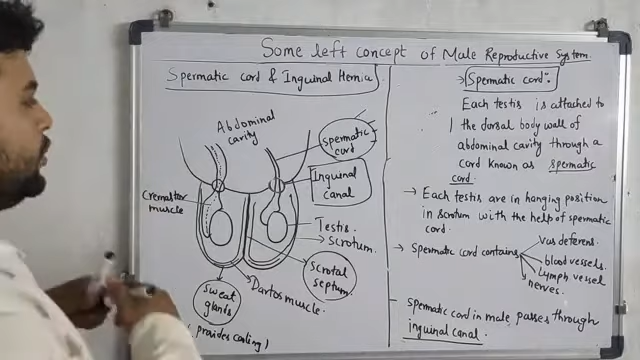 Some left concept of Male Reproductive System.
Spermatic cord & Inguinal Hernia
Abdominal
cavity
Spermatic
cord
Inguinal
canal
Cremaster
muscle
Testis
Scrotum.
Scrotal
septum.
Dartos muscle.
Sweat
glands
(provides cooling)
→ Spermatic cord:-
Each testis is attached to
the dorsal body wall of
abdominal cavity through a
cord known as spermatic
cord.
→ Each testis are in hanging position
in scrotum with the help of spermatic
cord.
→ Spermatic cord contains
Vas deferens.
blood vessels.
Lymph vessel
nerves.
Spermatic cord in male, passes through
inguinal canal.